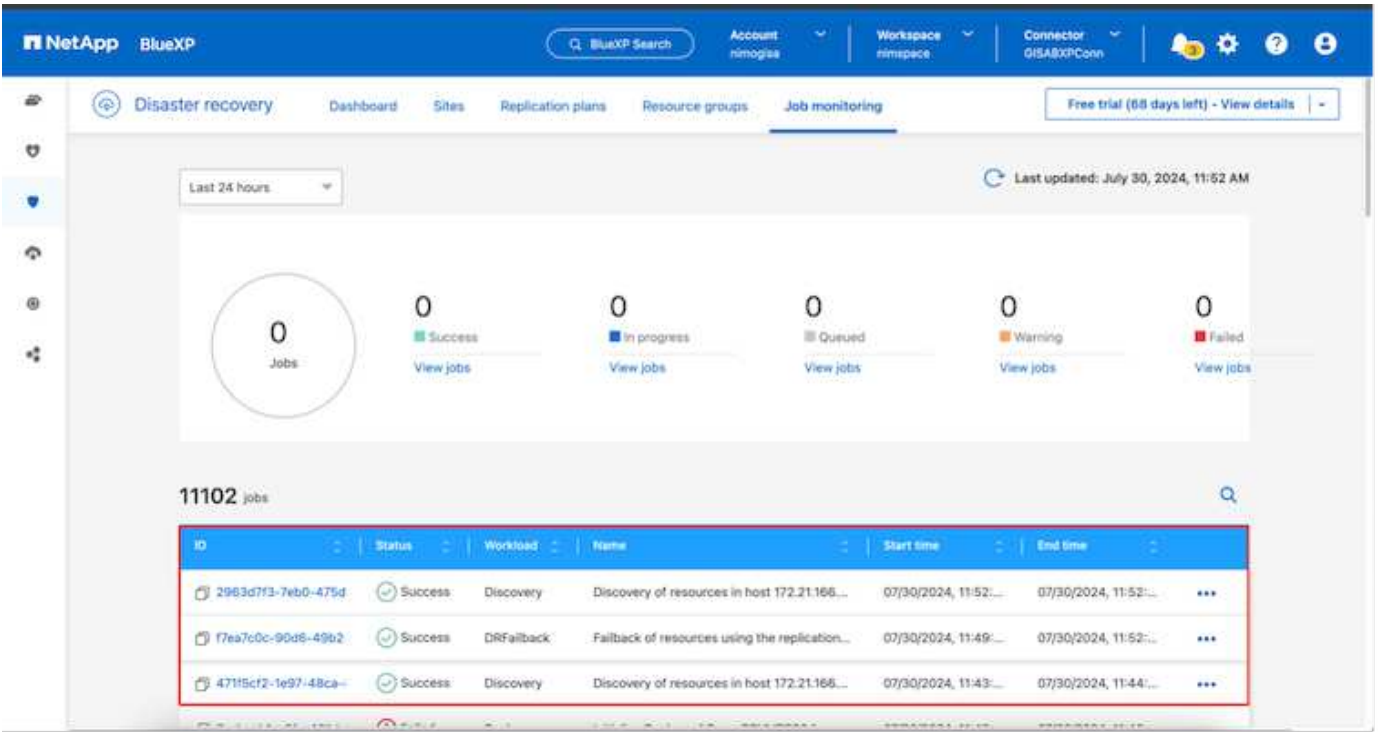 NetApp BlueXP BlueXP Search Account nimogisa Workspace nimspace Connector GISABXPConn 3
Disaster recovery Dashboard Sites Replication plans Resource groups Job monitoring Free trial (68 days left) - View details
Last 24 hours Last updated: July 30, 2024, 11:52 AM
0 Jobs
0 Success View jobs
0 In progress View jobs
0 Queued View jobs
0 Warning View jobs
0 Failed View jobs
11102 jobs
ID Status Workload Name Start time End time
2963d7f3-7eb0-475d Success Discovery Discovery of resources in host 172.21.166.... 07/30/2024, 11:52:... 07/30/2024, 11:52:...
f7ea7c0c-90d6-49b2 Success DRFailback Failback of resources using the replication... 07/30/2024, 11:49:... 07/30/2024, 11:52:...
471f5cf2-1e97-48ca-- Success Discovery Discovery of resources in host 172.21.166.... 07/30/2024, 11:43:... 07/30/2024, 11:44:...